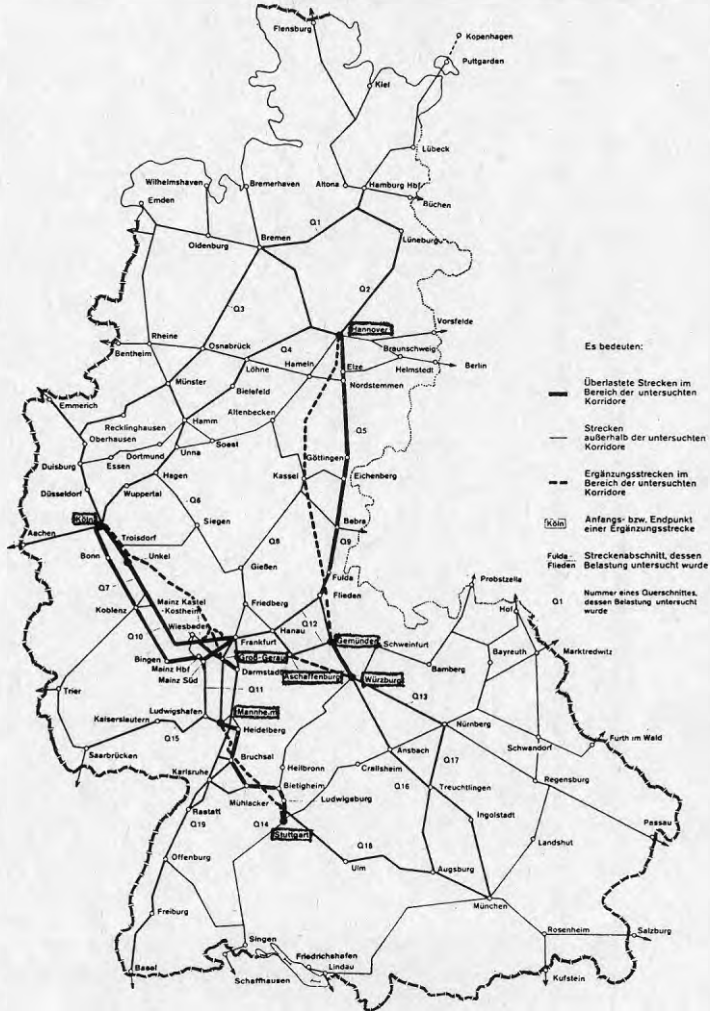 Kopenhagen
Flensburg
Puttgarden
Kiel
Lübeck
Wilhelmshaven
Bremerhaven
Altona
Hamburg Hbf
Emden
Büchen
Q1
Oldenburg
Bremen
Lüneburg
Q2
Q3
Vorsfelde
Hannover
Rheine
Osnabrück
Q4
Braunschweig
Bentheim
Löhne
Hameln
Elze
Helmstedt
Berlin
Nordstemmen
Münster
Bielefeld
Emmerich
Altenbecken
Recklinghausen
Hamm
Oberhausen
Soest
Q5
Dortmund
Unna
Göttingen
Duisburg
Essen
Hagen
Kassel
Eichenberg
Düsseldorf
Wuppertal
Q6
Köln
Siegen
Bebra
Aachen
Troisdorf
Q8
Q9
Bonn
Unkel
Gießen
Fulda
Q7
Flieden
Probstzella
Mainz Kastel
-Kostheim
Koblenz
Friedberg
Hof
Wiesbaden
Hanau
Q12
Q10
Frankfurt
Gemünden
Schweinfurt
Bingen
Groß-Gerau
Bayreuth
Marktredwitz
Mainz Hbf
Mainz Süd
Darmstadt
Aschaffenburg
Würzburg
Bamberg
Trier
Q11
Q13
Ludwigshafen
Mannheim
Kaiserslautern
Heidelberg
Nürnberg
Q15
Ansbach
Schwandorf
Furth im Wald
Saarbrücken
Bruchsal
Q17
Heilbronn
Crailsheim
Karlsruhe
Bietigheim
Regensburg
Q16
Treuchtlingen
Mühlacker
Ludwigsburg
Rastatt
Ingolstadt
Q19
Q14
Passau
Stuttgart
Q18
Landshut
Offenburg
Ulm
Augsburg
München
Freiburg
Rosenheim
Salzburg
Singen
Friedrichshafen
Basel
Lindau
Schaffhausen
Kufstein
Es bedeuten:
Überlastete Strecken im
Bereich der untersuchten
Korridore
Strecken
außerhalb der untersuchten
Korridore
Ergänzungsstrecken im
Bereich der untersuchten
Korridore
Köln
Anfangs- bzw. Endpunkt
einer Ergänzungsstrecke
Fulda -
Flieden
Streckenabschnitt, dessen
Belastung untersucht wurde
Q1
Nummer eines Querschnittes,
dessen Belastung untersucht
wurde